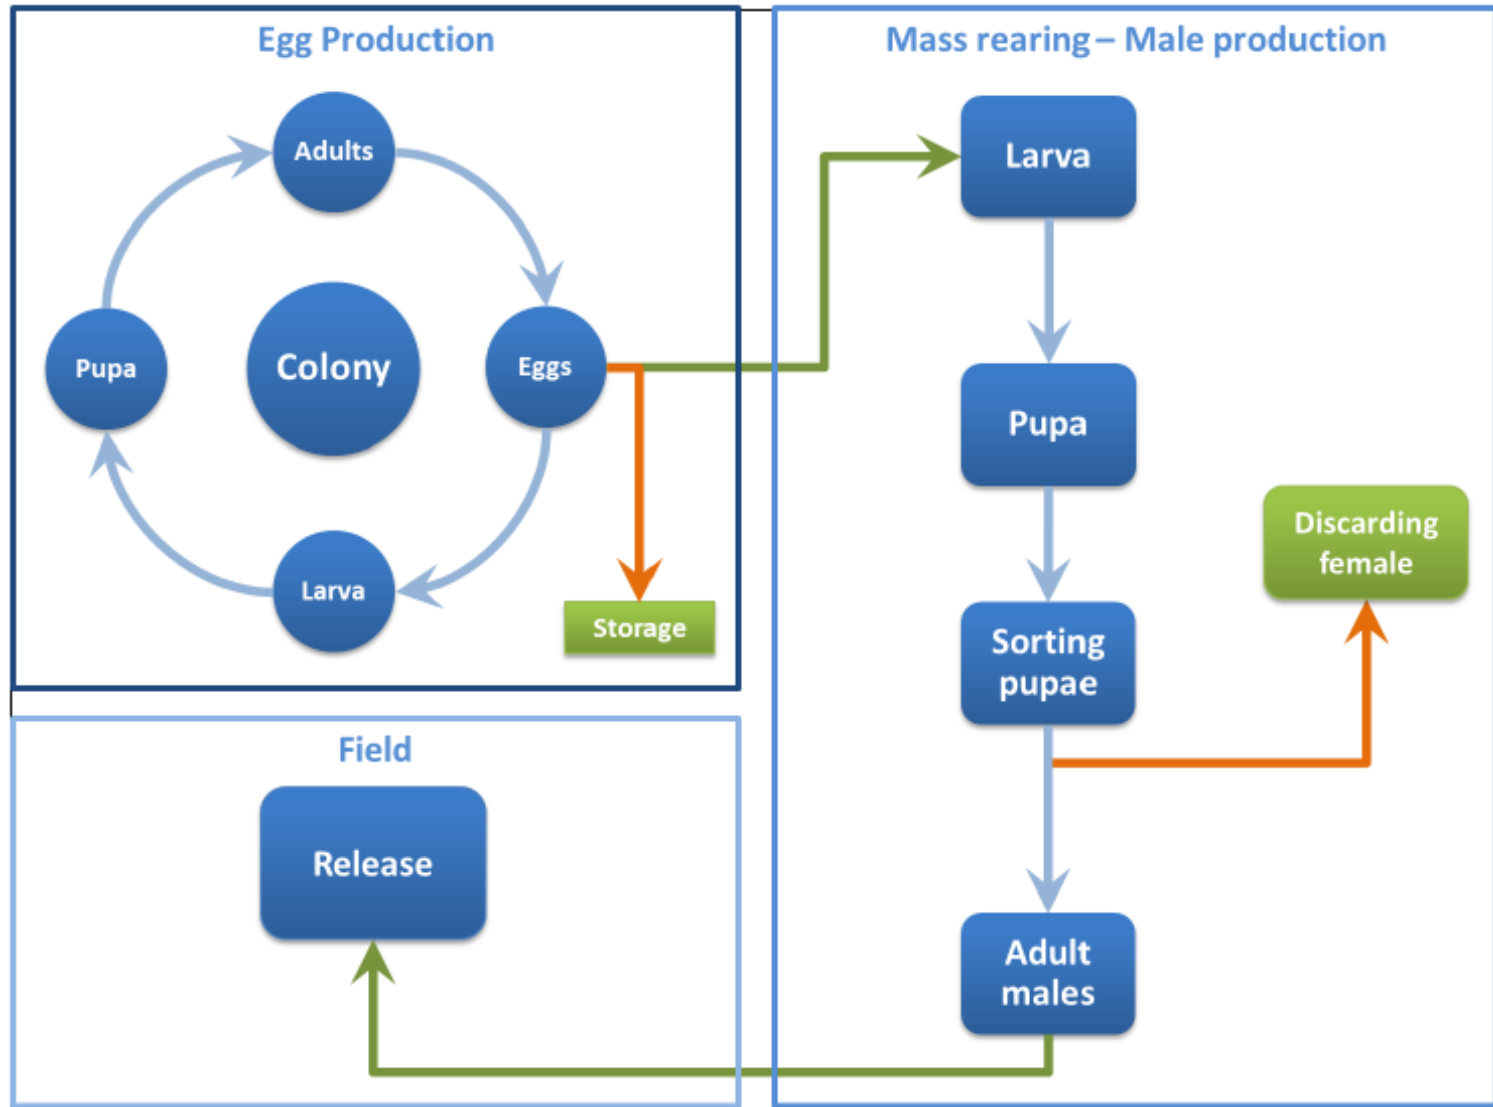 Egg Production
Adults
Pupa
Colony
Eggs
Larva
Storage
Mass rearing – Male production
Larva
Pupa
Sorting
pupae
Discarding
female
Adult
males
Field
Release